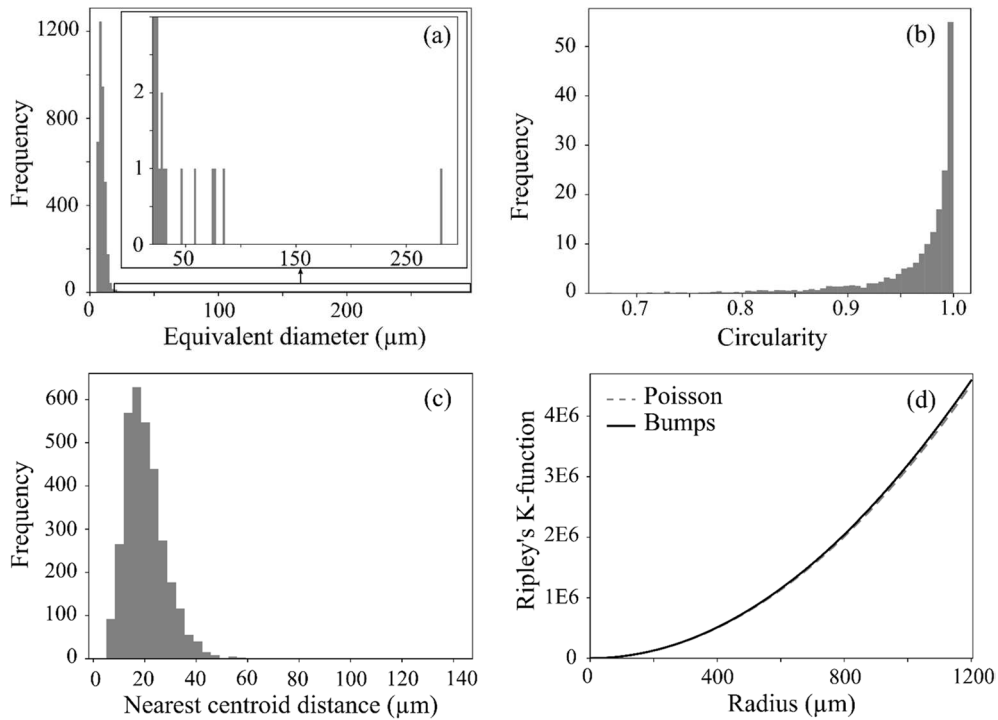 (a)
1200
800
400
0
Frequency
3
2
1
0
Frequency
50
150
250
0
100
200
Equivalent diameter (µm)
(b)
50
40
30
20
10
0
Frequency
0.7
0.8
0.9
1.0
Circularity
(c)
600
500
400
300
200
100
0
Frequency
0
20
40
60
80
100
120
140
Nearest centroid distance (µm)
(d)
Poisson
Bumps
4E6
3E6
2E6
1E6
0
Ripley's K-function
0
400
800
1200
Radius (µm)